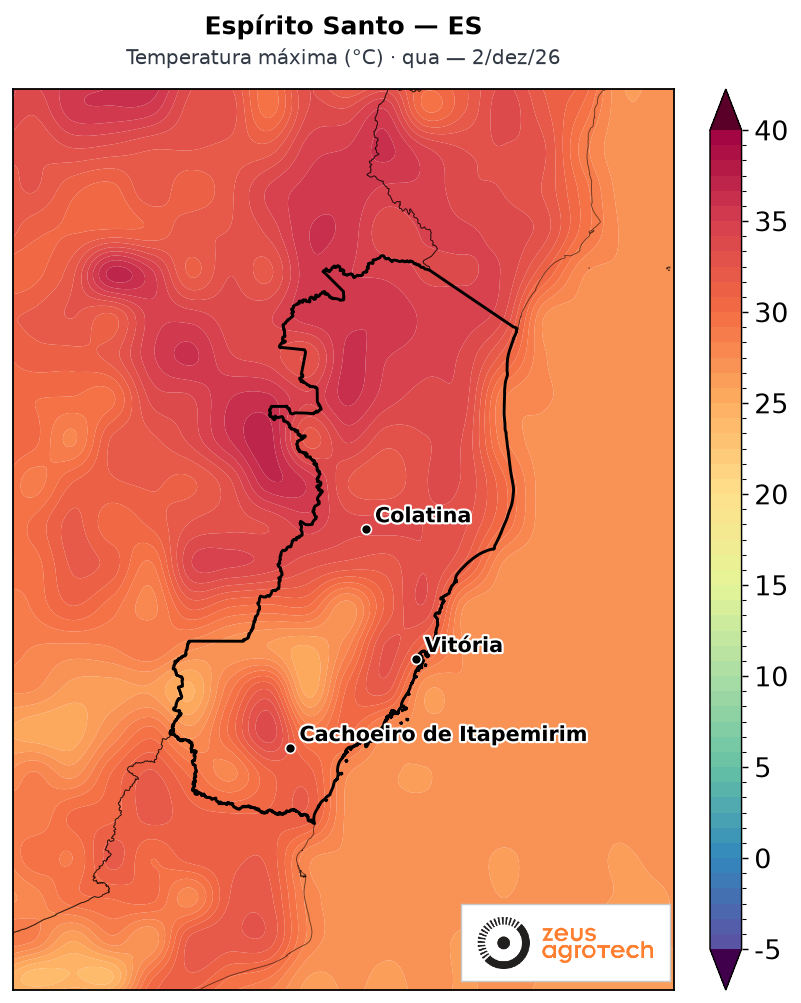 Espírito Santo — ES
Temperatura máxima (°C) · qua — 2/dez/26
40
35
30
25
20
15
10
5
0
-5
Colatina
Vitória
Cachoeiro de Itapemirim
zeus
agrotech